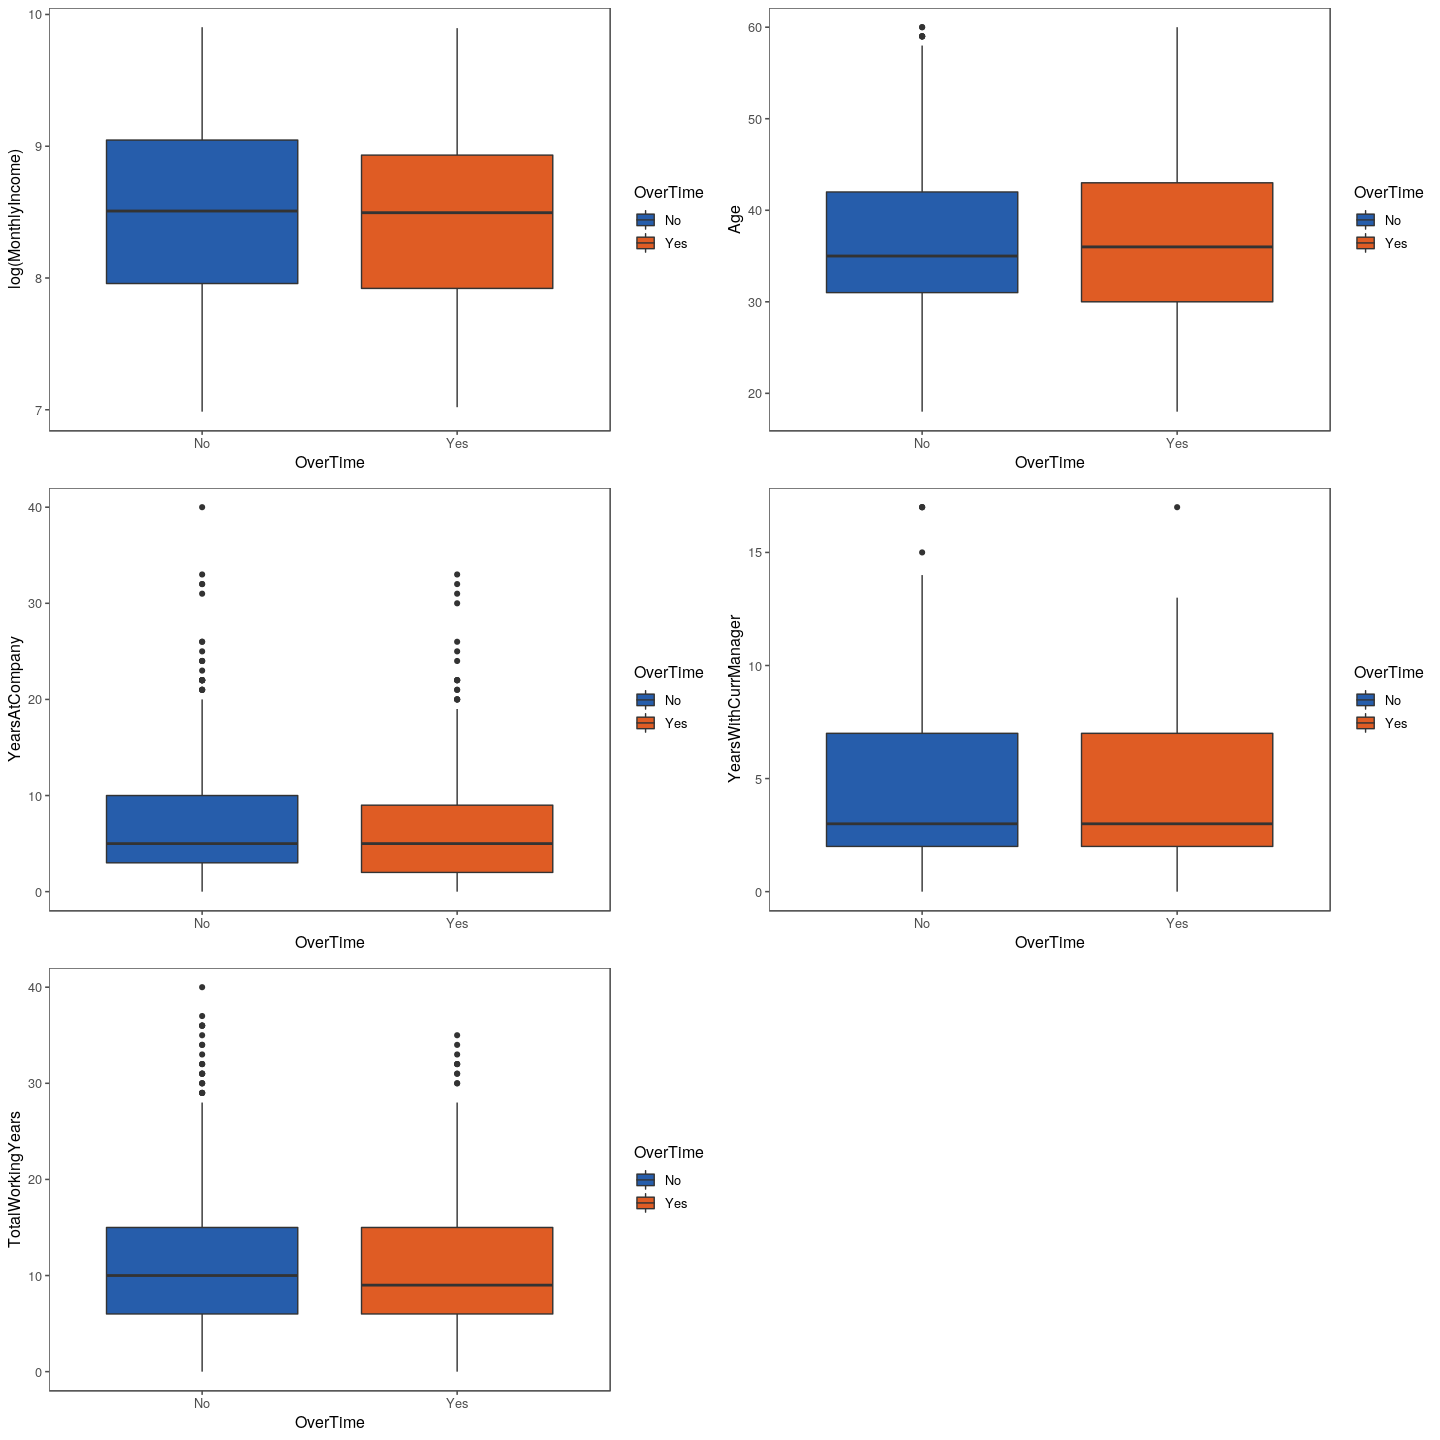 log(MonthlyIncome)
10
9
8
7
No
Yes
OverTime
OverTime
No
Yes
Age
60
50
40
30
20
No
Yes
OverTime
OverTime
No
Yes
YearsAtCompany
40
30
20
10
0
No
Yes
OverTime
OverTime
No
Yes
YearsWithCurrManager
15
10
5
0
No
Yes
OverTime
OverTime
No
Yes
TotalWorkingYears
40
30
20
10
0
No
Yes
OverTime
OverTime
No
Yes